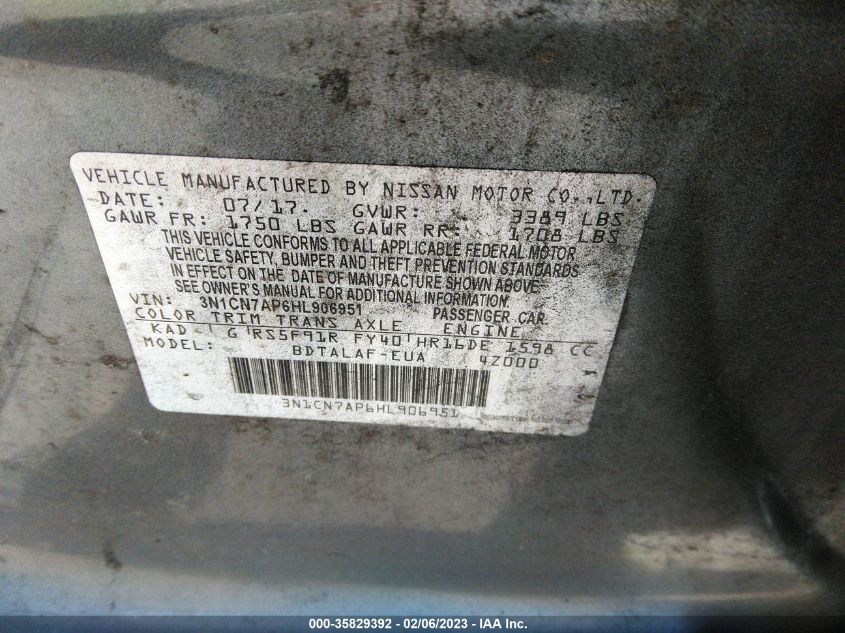 VEHICLE MANUFACTURED BY NISSAN MOTOR CO.,LTD.
DATE: 07/17. GVWR: 3389 LBS
GAWR FR: 1750 LBS GAWR RR: 1708 LBS
THIS VEHICLE CONFORMS TO ALL APPLICABLE FEDERAL MOTOR
VEHICLE SAFETY, BUMPER AND THEFT PREVENTION STANDARDS
IN EFFECT ON THE DATE OF MANUFACTURE SHOWN ABOVE.
SEE OWNER'S MANUAL FOR ADDITIONAL INFORMATION.
VIN: 3N1CN7AP6HL906951 PASSENGER CAR
COLOR TRIM TRANS AXLE ENGINE
KAD G RS5F91R FY40 HR16DE 1598 CC
MODEL: BDTALAF-EUA 4Z000
3N1CN7AP6HL906951
000-35829392 - 02/06/2023 - IAA Inc.